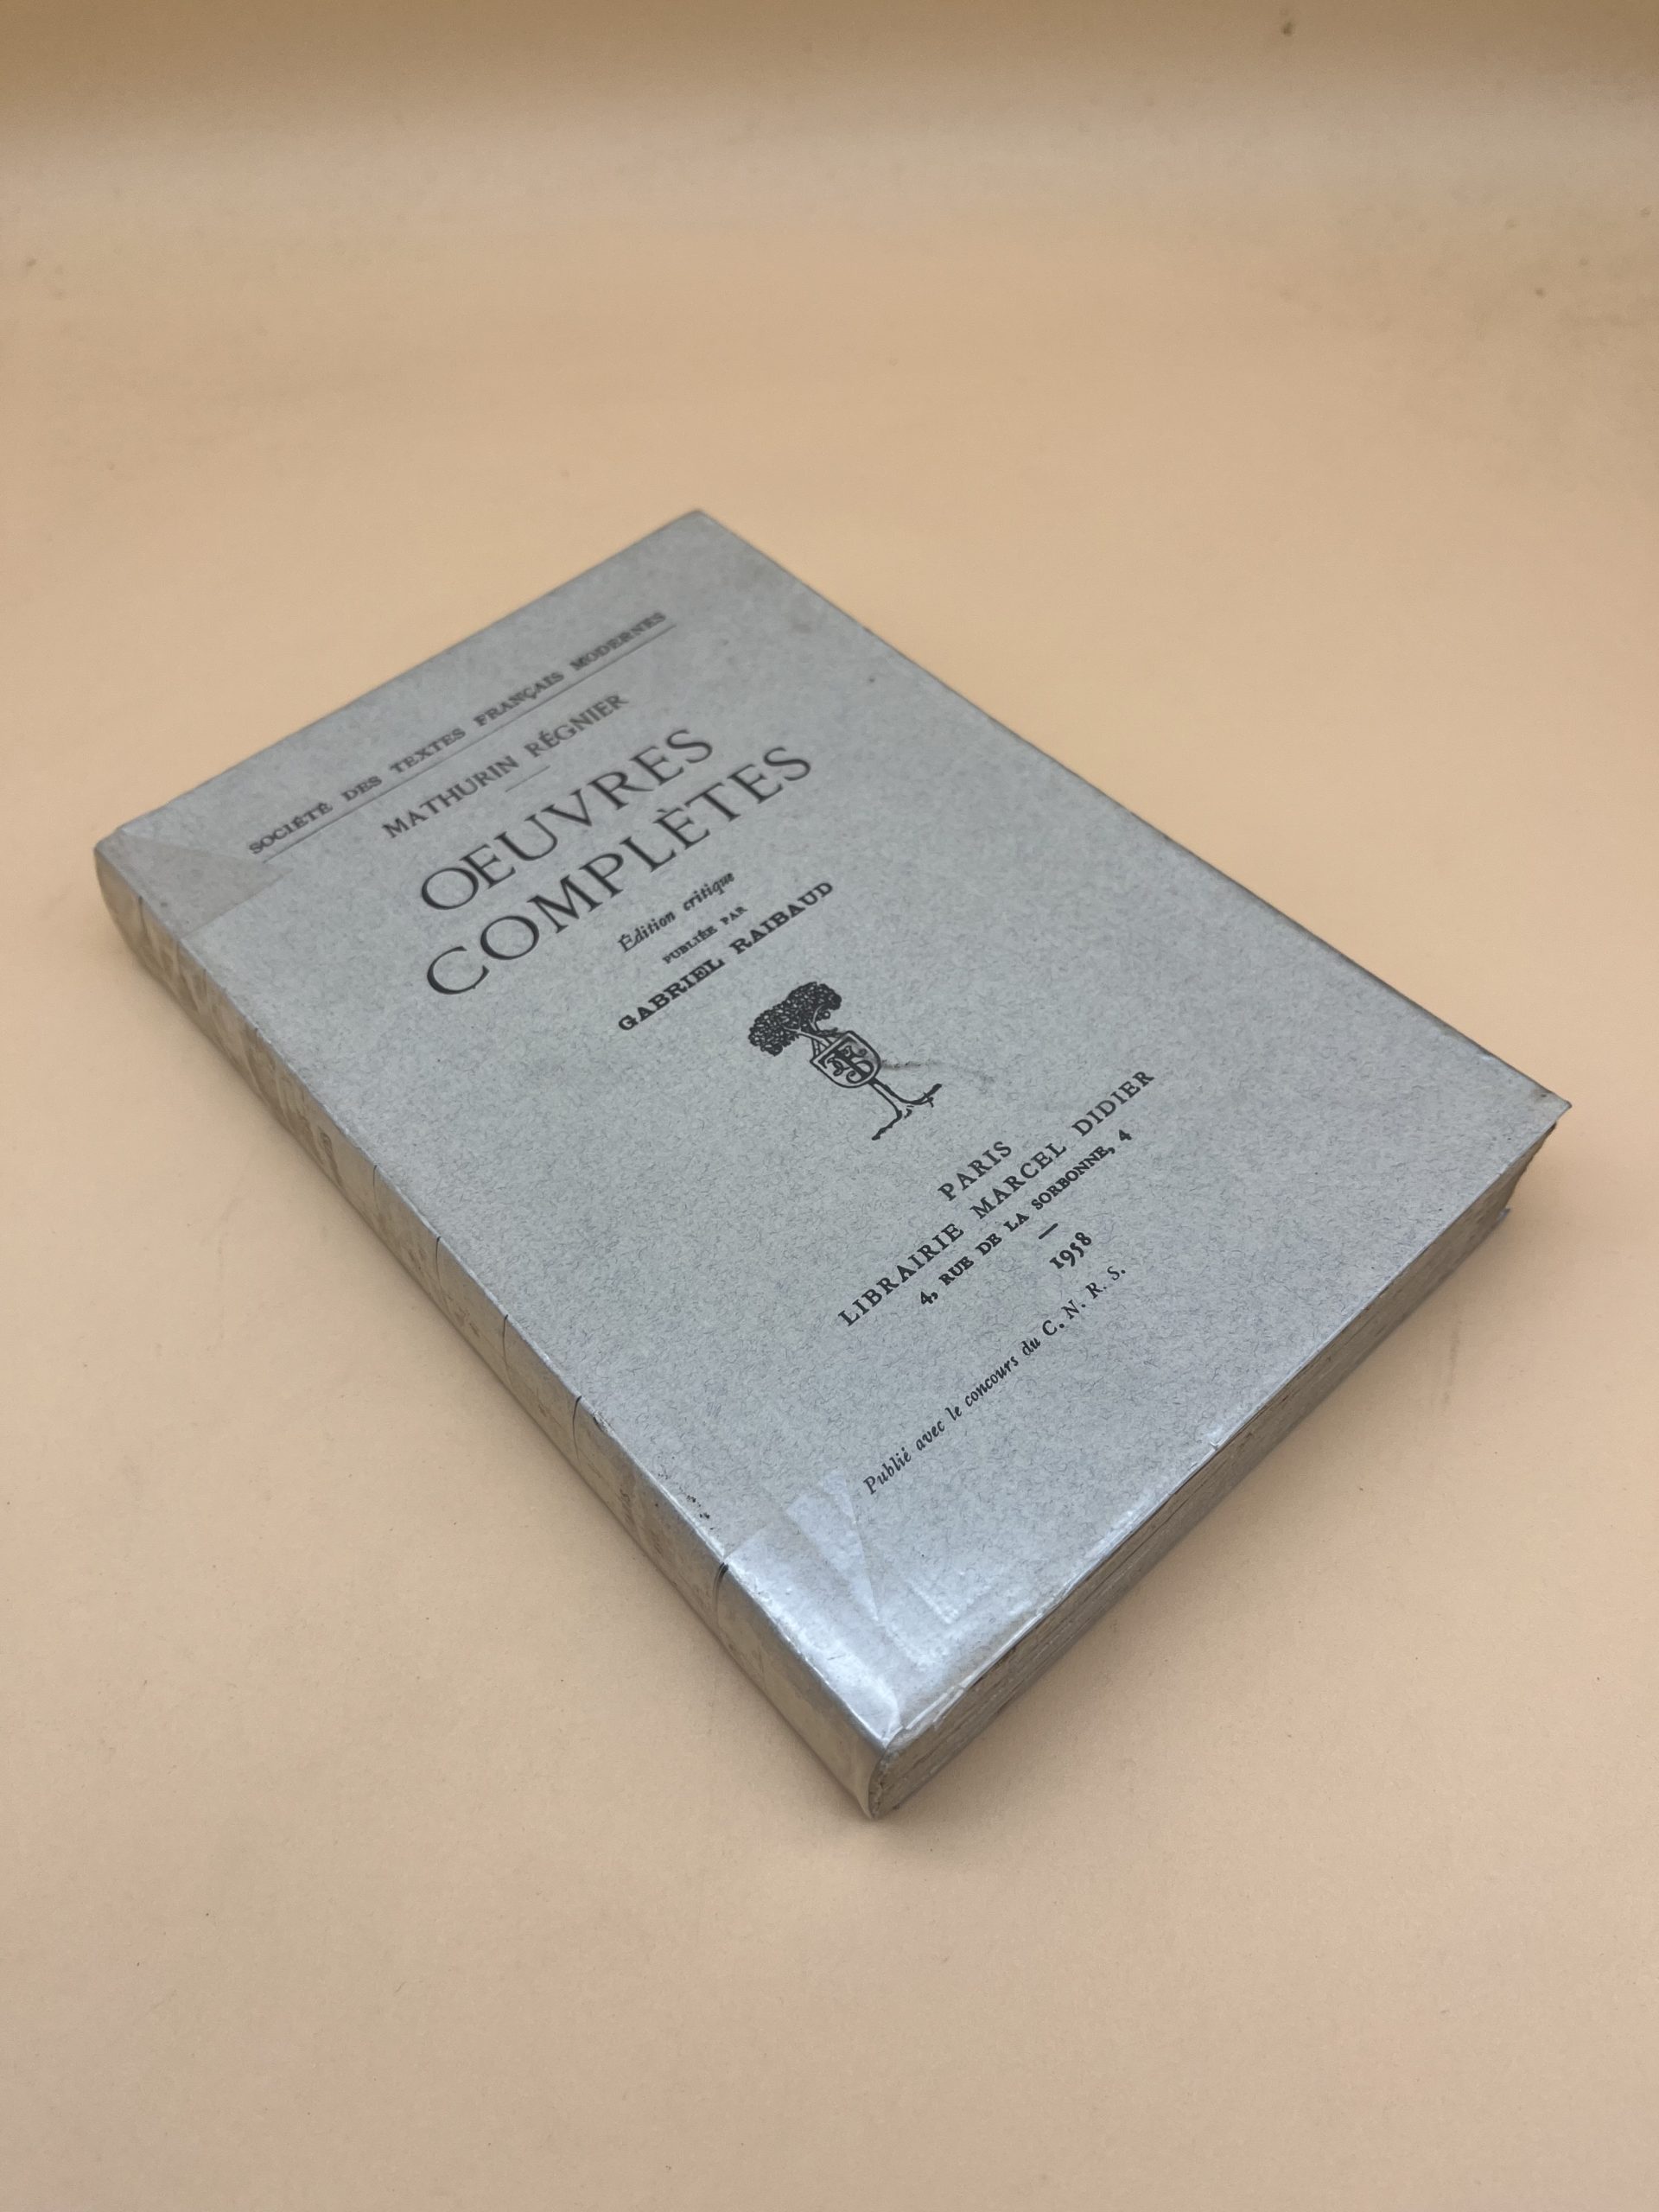 SOCIÉTÉ DES TEXTES FRANÇAIS MODERNES
MATHURIN RÉGNIER
ŒUVRES
COMPLÈTES
Édition critique
PUBLIÉE PAR
GABRIEL RAIBAUD
PARIS
LIBRAIRIE MARCEL DIDIER
4, RUE DE LA SORBONNE, 4
1958
Publié avec le concours du C. N. R. S.